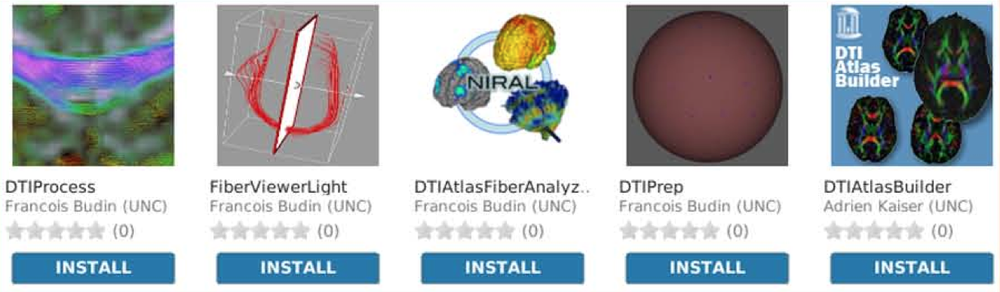 NIRAL
DTI
Atlas
Builder
DTIProcess
Francois Budin (UNC)
(0)
INSTALL
FiberViewerLight
Francois Budin (UNC)
(0)
INSTALL
DTIAtlasFiberAnalyz..
Francois Budin (UNC)
(0)
INSTALL
DTIPrep
Francois Budin (UNC)
(0)
INSTALL
DTIAtlasBuilder
Adrien Kaiser (UNC)
(0)
INSTALL